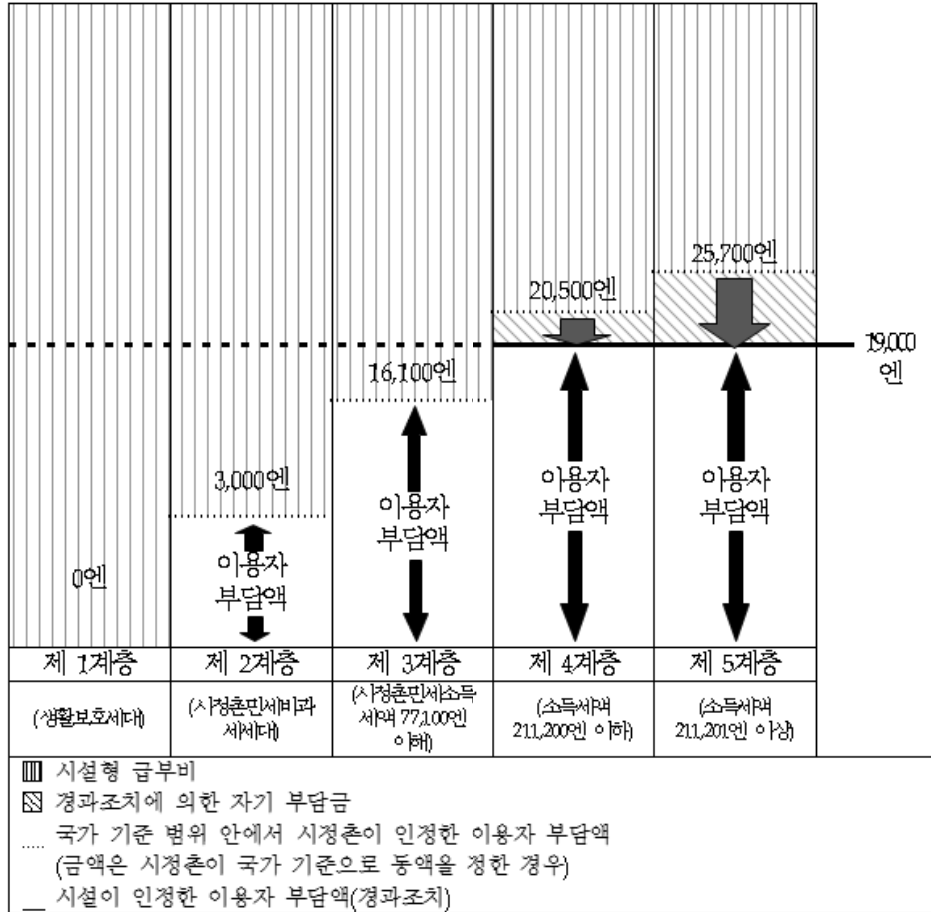 25,700엔
20,500엔
19,000
엔
16,100엔
3,000엔
0엔
이용자
부담액
이용자
부담액
이용자
부담액
이용자
부담액
제 1계층
제 2계층
제 3계층
제 4계층
제 5계층
(생활보호세대)
(시정촌민세비과
세세대)
(시정촌민세소득
세액 77,100엔
이해)
(소득세액
211,200엔 이하)
(소득세액
211,201엔 이상)
시설형 급부비
경과조치에 의한 자기 부담금
국가 기준 범위 안에서 시정촌이 인정한 이용자 부담액
(금액은 시정촌이 국가 기준으로 동액을 정한 경우)
시설이 인정한 이용자 부담액(경과조치)